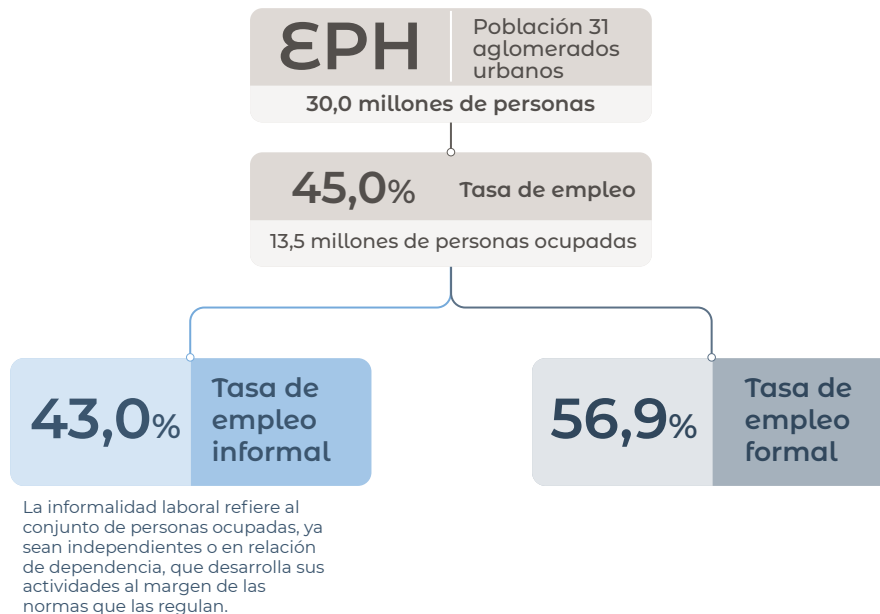 EPH
Población 31
aglomerados
urbanos
30,0 millones de personas
45,0%
Tasa de empleo
13,5 millones de personas ocupadas
43,0%
Tasa de
empleo
informal
56,9%
Tasa de
empleo
formal
La informalidad laboral refiere al
conjunto de personas ocupadas, ya
sean independientes o en relación
de dependencia, que desarrolla sus
actividades al margen de las
normas que las regulan.